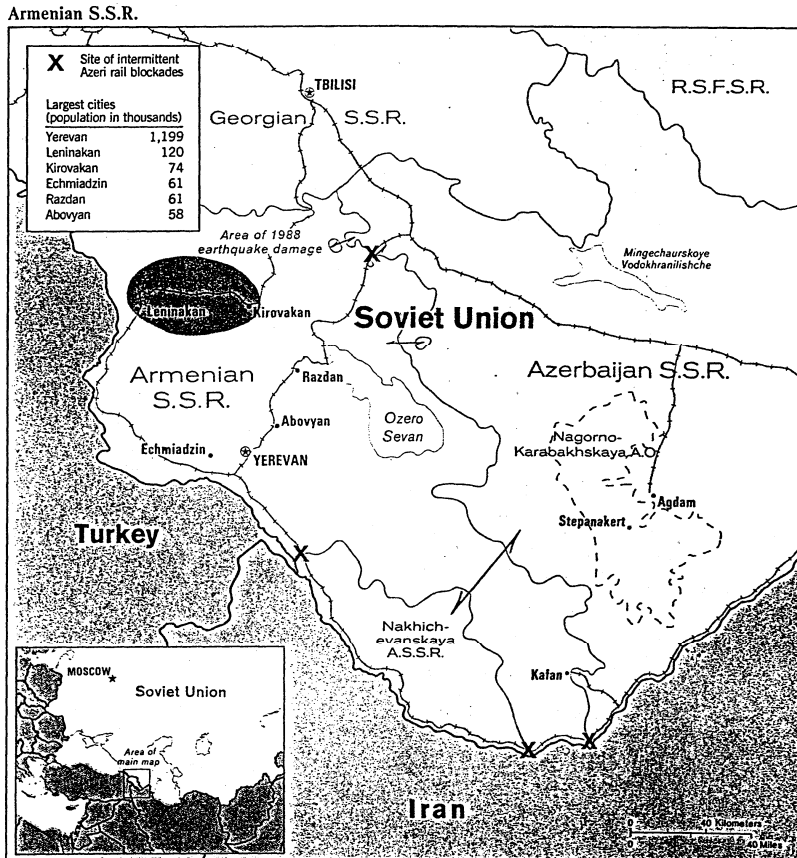 Armenian S.S.R.
X Site of intermittent
Azeri rail blockades
Largest cities
(population in thousands)
Yerevan 1,199
Leninakan 120
Kirovakan 74
Echmiadzin 61
Razdan 61
Abovyan 58
TBILISI
Georgian S.S.R.
R.S.F.S.R.
Area of 1988
earthquake damage
X
Mingechaurskoye
Vodokhranilishche
Leninakan
Kirovakan
Soviet Union
Armenian
S.S.R.
Razdan
Azerbaijan S.S.R.
Abovyan
Ozero
Sevan
Echmiadzin
YEREVAN
Nagorno-
Karabakhskaya A.O.
Agdam
Stepanakert
Turkey
X
Nakhich-
evanskaya
A.S.S.R.
Kafan
X
X
MOSCOW
Soviet Union
Area of
main map
Iran
0 40 Kilometers
0 40 Miles